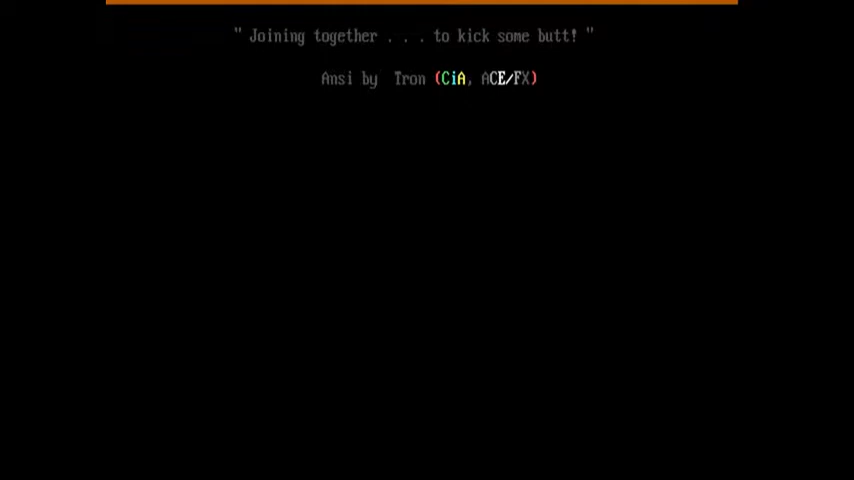 " Joining together . . . to kick some butt! "
Ansi by  Tron (CiA, ACE/FX)